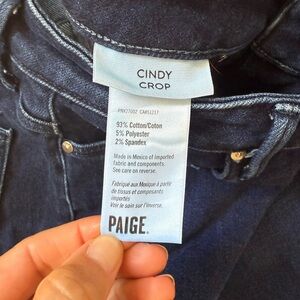 CINDY
CROP
93% Cotton/Coton
5% Polyester
2% Spandex
Made in Mexico of imported
fabric and components.
See care on reverse.
Fabriqué aux Mexique à partir
de tissus et composants
importés
Voir le soin sur l'inverse.
PAIGE.